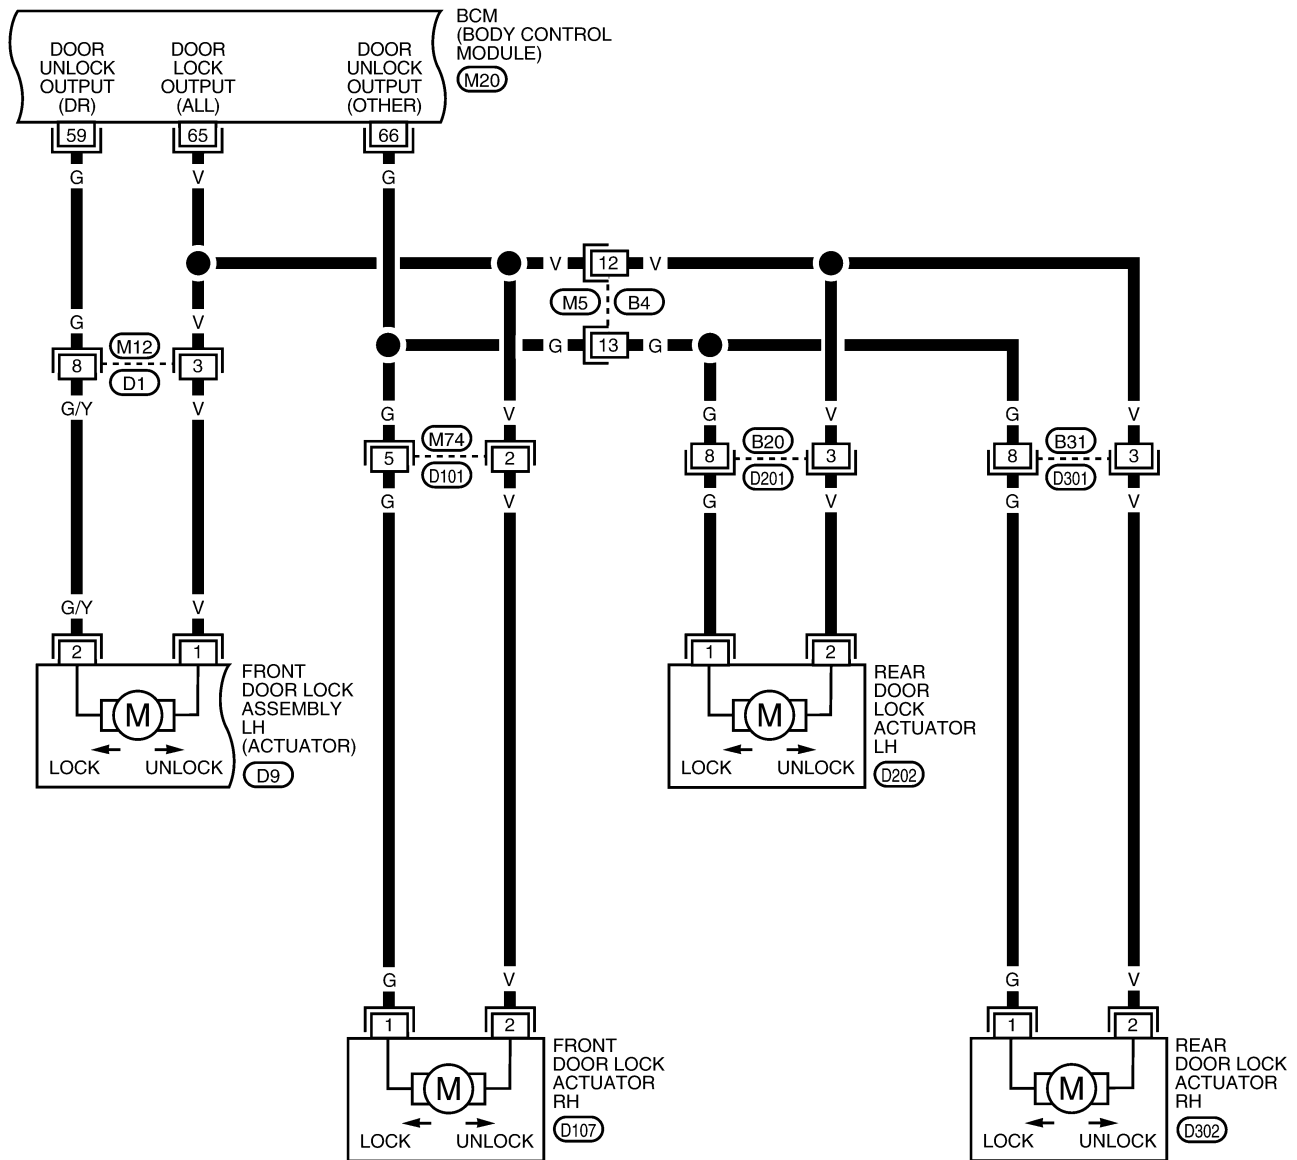 BCM
(BODY CONTROL
MODULE)
M20
DOOR
UNLOCK
OUTPUT
(DR)
DOOR
LOCK
OUTPUT
(ALL)
DOOR
UNLOCK
OUTPUT
(OTHER)
59 65 66
G V G
V 12 V
M5 B4
G 13 G
G V
M12
8 3
D1
G/Y V
G V G V G V
M74
5 2
D101
B20
8 3
D201
B31
8 3
D301
G V G V G V
G/Y V
2 1
M
LOCK UNLOCK
FRONT
DOOR LOCK
ASSEMBLY
LH
(ACTUATOR)
D9
1 2
M
LOCK UNLOCK
REAR
DOOR
LOCK
ACTUATOR
LH
D202
G V
1 2
M
LOCK UNLOCK
FRONT
DOOR LOCK
ACTUATOR
RH
D107
G V
1 2
M
LOCK UNLOCK
REAR
DOOR LOCK
ACTUATOR
RH
D302